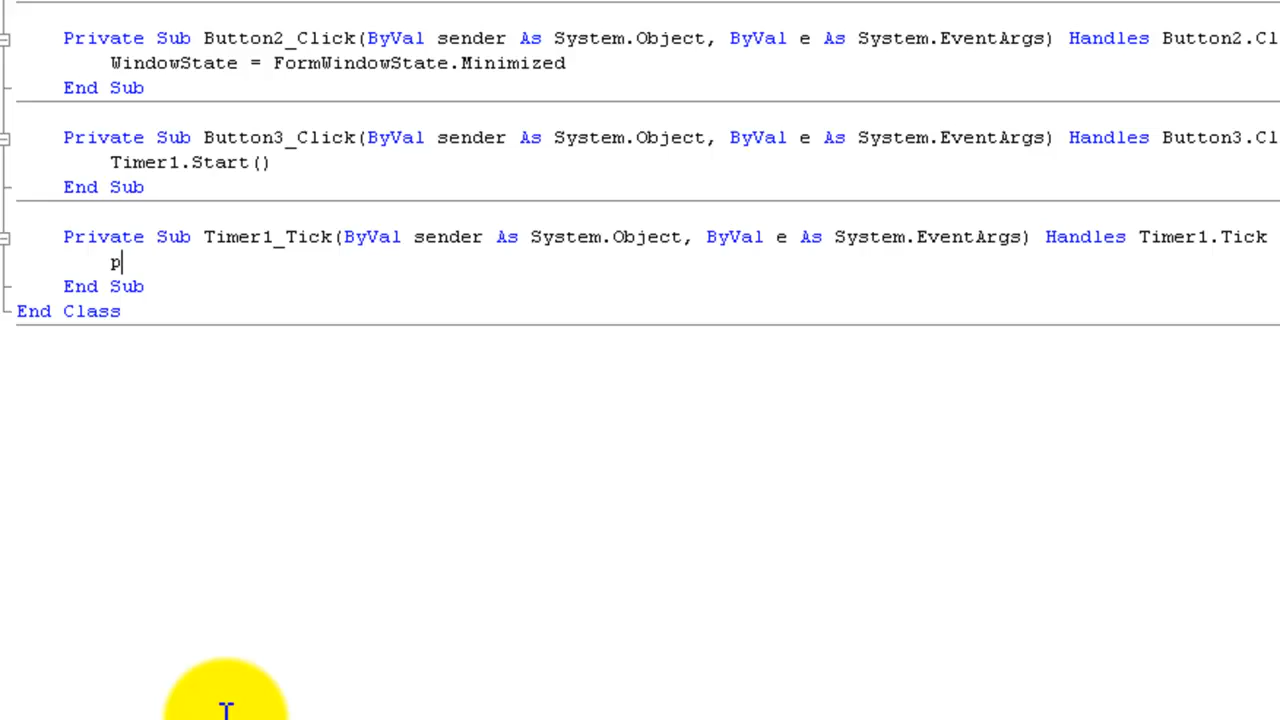 Private Sub Button2_Click(ByVal sender As System.Object, ByVal e As System.EventArgs) Handles Button2.Cl
WindowState = FormWindowState.Minimized
End Sub
Private Sub Button3_Click(ByVal sender As System.Object, ByVal e As System.EventArgs) Handles Button3.Cl
Timer1.Start()
End Sub
Private Sub Timer1_Tick(ByVal sender As System.Object, ByVal e As System.EventArgs) Handles Timer1.Tick
p
End Sub
End Class